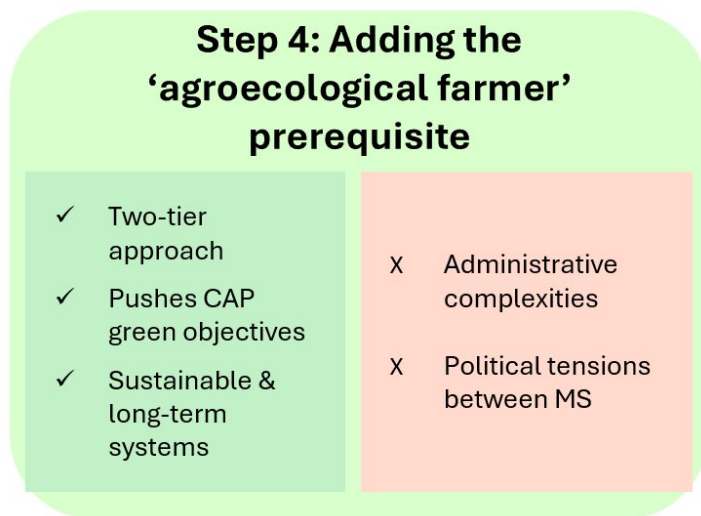 Step 4: Adding the
‘agroecological farmer’
prerequisite
✓ Two-tier
approach
✓ Pushes CAP
green objectives
✓ Sustainable &
long-term
systems
X Administrative
complexities
X Political tensions
between MS